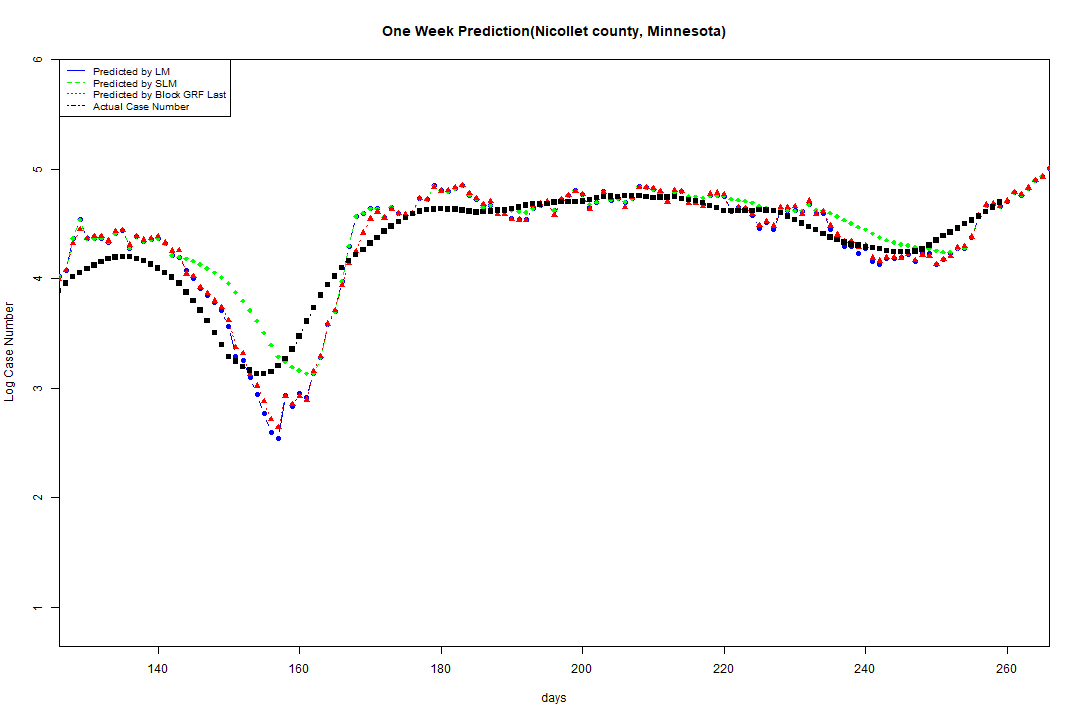 One Week Prediction(Nicollet county, Minnesota)
Predicted by LM
Predicted by SLM
Predicted by Block GRF Last
Actual Case Number
6
5
4
3
2
1
Log Case Number
140 160 180 200 220 240 260
days